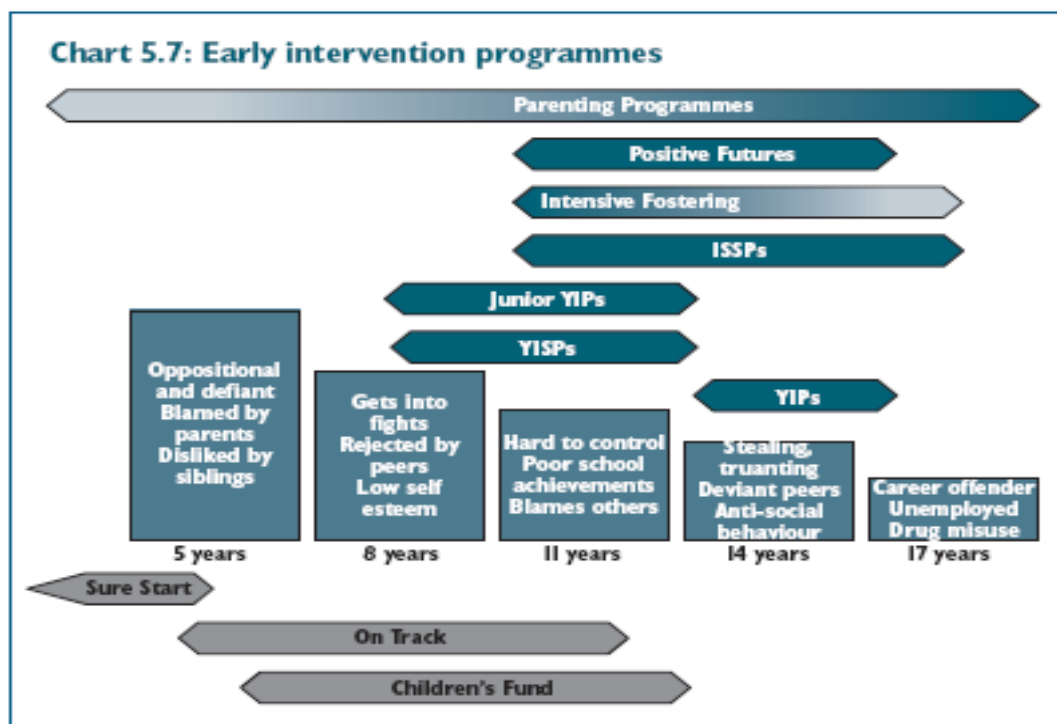 Chart 5.7: Early intervention programmes
Parenting Programmes
Positive Futures
Intensive Fostering
ISSPs
Junior YIPs
YISPs
YIPs
Oppositional
and defiant
Blamed by
parents
Disliked by
siblings
Gets into
fights
Rejected by
peers
Low self
esteem
Hard to control
Poor school
achievements
Blames others
Stealing,
truanting
Deviant peers
Anti-social
behaviour
Career offender
Unemployed
Drug misuse
5 years
8 years
11 years
14 years
17 years
Sure Start
On Track
Children's Fund